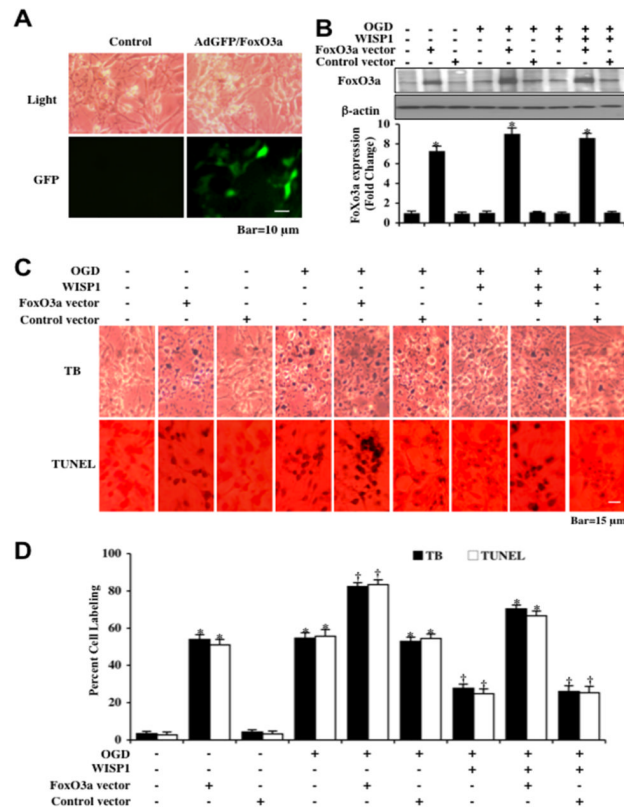 A
Control
AdGFP/FoxO3a
Light
GFP
Bar=10 μm
B
OGD - - - + + + + + +
WISP1 - - - - - - + + +
FoxO3a vector - + - - + - - + -
Control vector - - + - - + - - +
FoxO3a
β-actin
FoXo3a expression
(Fold Change)
10
8
6
4
2
0
* * *
C
OGD - - - + + + + + +
WISP1 - - - - - - + + +
FoxO3a vector - + - - + - - + -
Control vector - - + - - + - - +
TB
TUNEL
Bar=15 μm
D
TB TUNEL
Percent Cell Labeling
100
80
60
40
20
0
* * * * † † * * † † * * † †
OGD - - - + + + + + +
WISP1 - - - - - - + + +
FoxO3a vector - + - - + - - + -
Control vector - - + - - + - - +